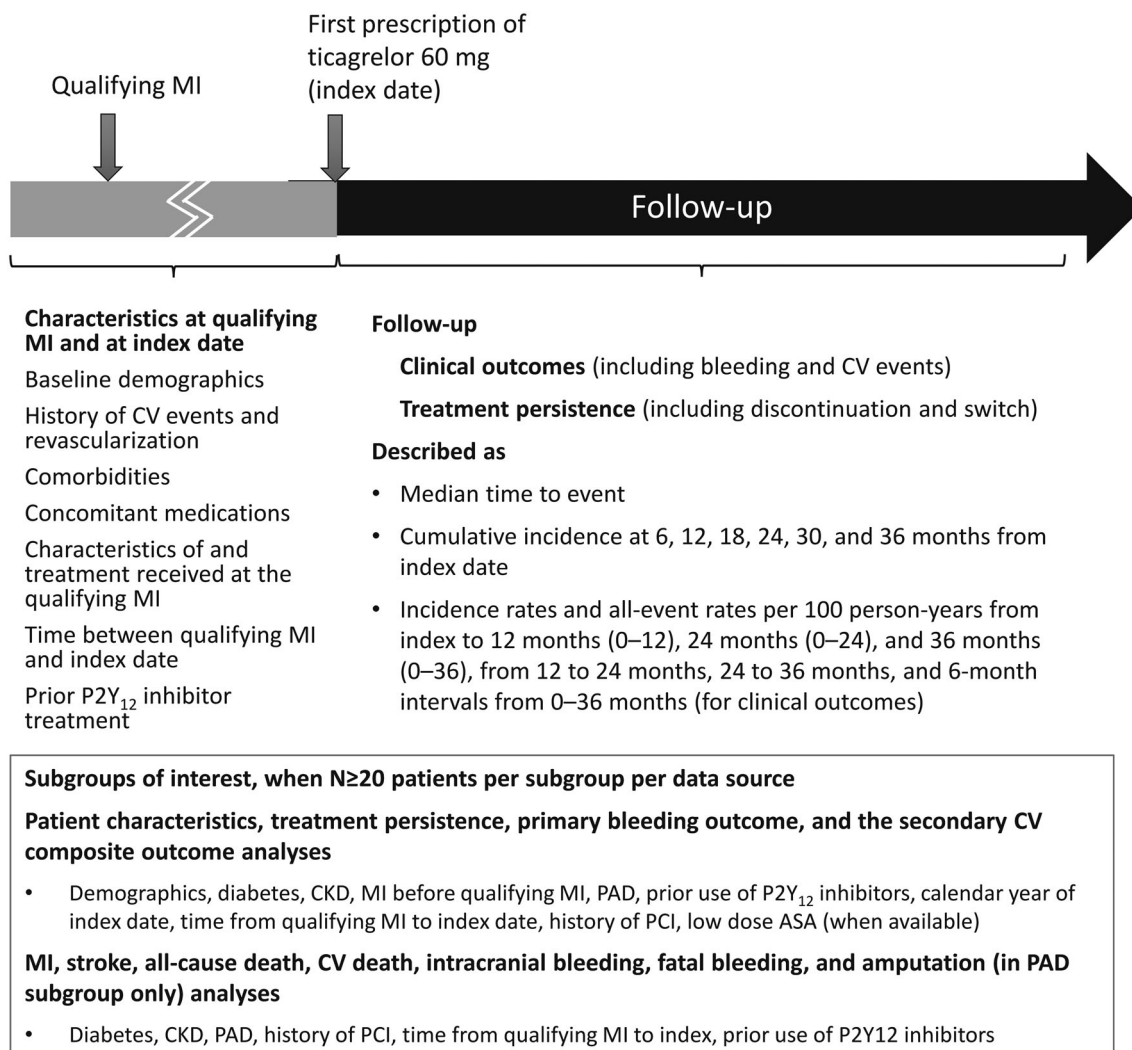 First prescription of
ticagrelor 60 mg
(index date)
Qualifying MI
Follow-up
Characteristics at qualifying
MI and at index date
Baseline demographics
History of CV events and
revascularization
Comorbidities
Concomitant medications
Characteristics of and
treatment received at the
qualifying MI
Time between qualifying MI
and index date
Prior P2Y₁₂ inhibitor
treatment
Follow-up
Clinical outcomes (including bleeding and CV events)
Treatment persistence (including discontinuation and switch)
Described as
• Median time to event
• Cumulative incidence at 6, 12, 18, 24, 30, and 36 months from
index date
• Incidence rates and all-event rates per 100 person-years from
index to 12 months (0–12), 24 months (0–24), and 36 months
(0–36), from 12 to 24 months, 24 to 36 months, and 6-month
intervals from 0–36 months (for clinical outcomes)
Subgroups of interest, when N≥20 patients per subgroup per data source
Patient characteristics, treatment persistence, primary bleeding outcome, and the secondary CV
composite outcome analyses
• Demographics, diabetes, CKD, MI before qualifying MI, PAD, prior use of P2Y₁₂ inhibitors, calendar year of
index date, time from qualifying MI to index date, history of PCI, low dose ASA (when available)
MI, stroke, all-cause death, CV death, intracranial bleeding, fatal bleeding, and amputation (in PAD
subgroup only) analyses
• Diabetes, CKD, PAD, history of PCI, time from qualifying MI to index, prior use of P2Y12 inhibitors